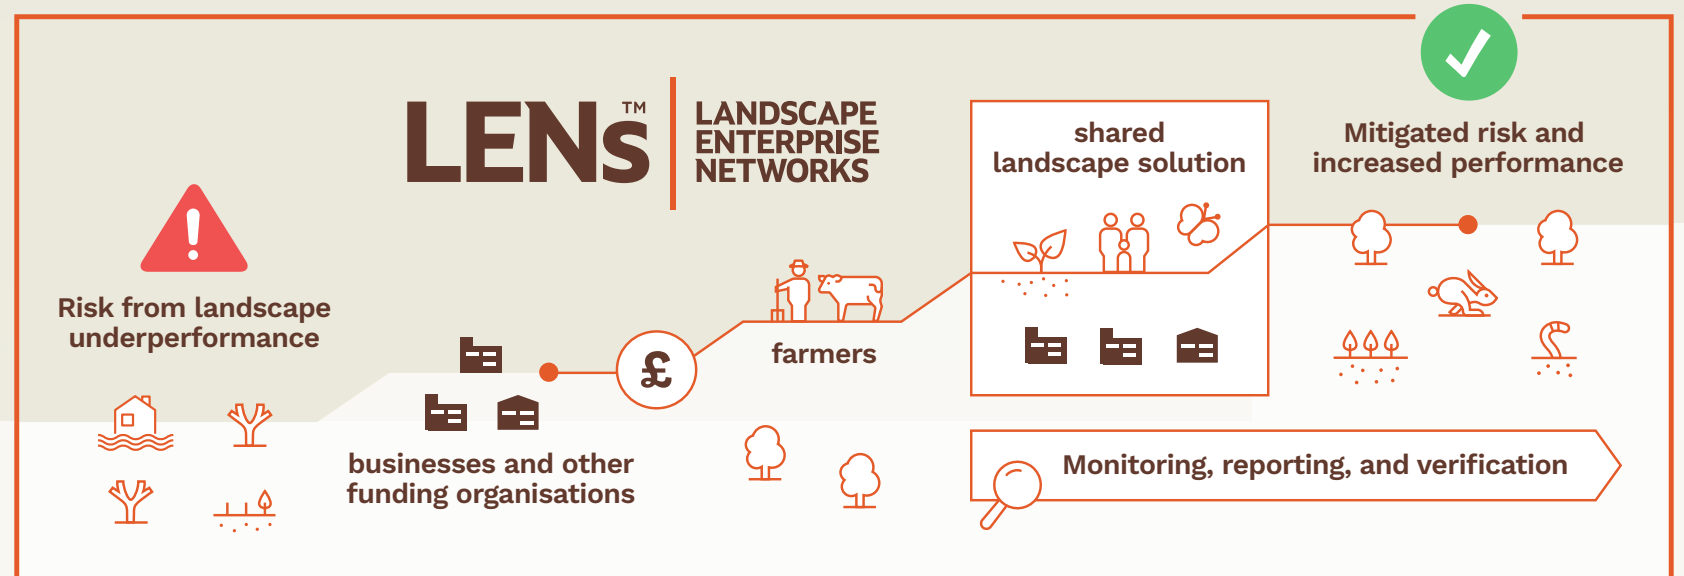 LENs™
LANDSCAPE
ENTERPRISE
NETWORKS
shared
landscape solution
Mitigated risk and
increased performance
Risk from landscape
underperformance
£
farmers
businesses and other
funding organisations
Monitoring, reporting, and verification